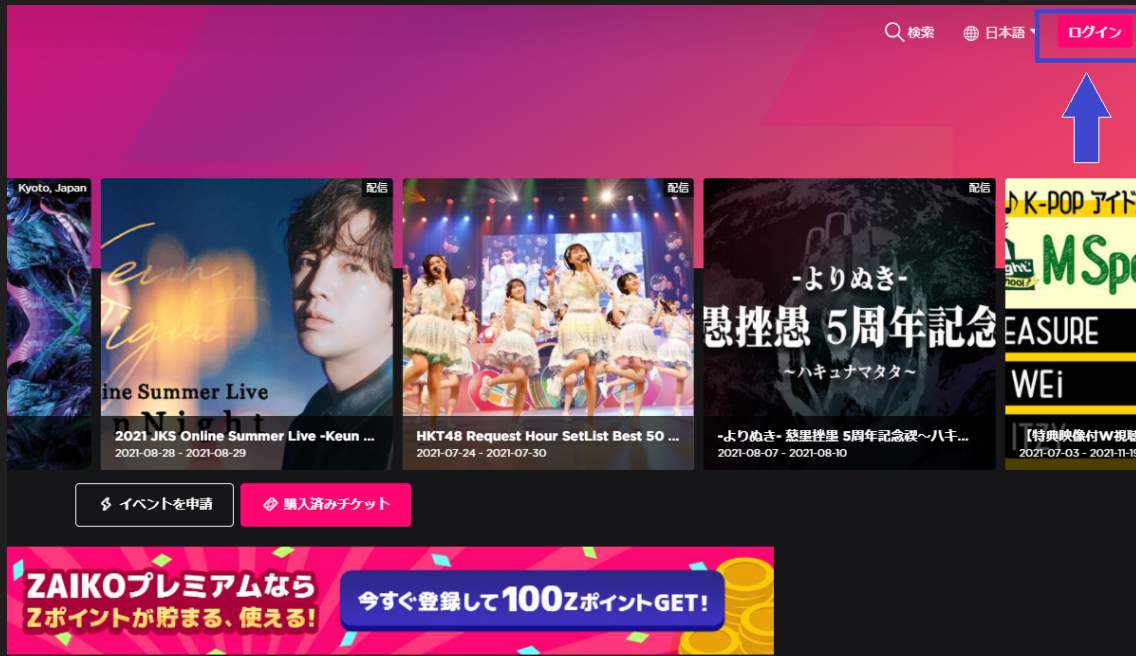 検索
日本語
ログイン
Kyoto, Japan
配信
配信
配信
Keun
Night
ine Summer Live
n Night
-よりぬき-
5周年記念
～ハキュナマタタ～
♪ K-POP アイド
M Spe
EASURE
WEi
ITZY
2021 JKS Online Summer Live -Keun ...
2021-08-28 - 2021-08-29
HKT48 Request Hour SetList Best 50 ...
2021-07-24 - 2021-07-30
-よりぬき- 5周年記念～ハキ...
2021-08-07 - 2021-08-10
【特典映像付W視聴
2021-07-03 - 2021-11-19
イベントを申請
購入済みチケット
ZAIKOプレミアムなら
Zポイントが貯まる、使える!
今すぐ登録して100ZポイントGET!